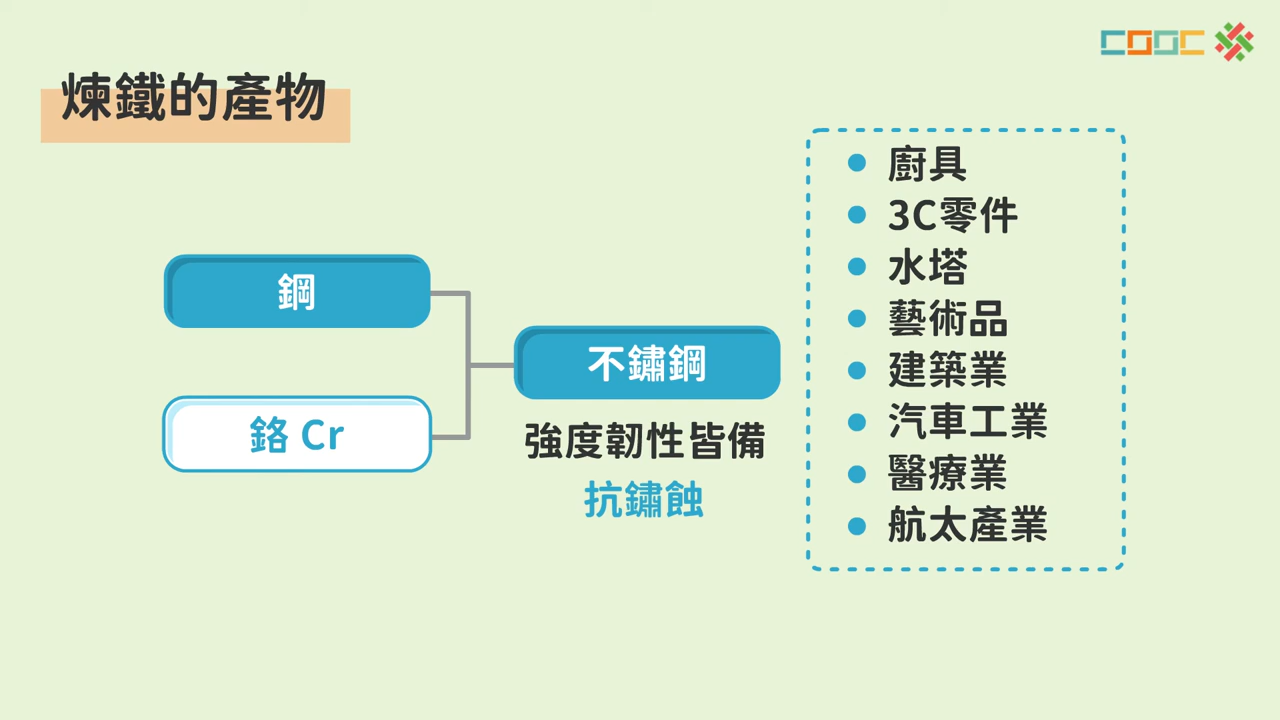 COOC
煉鐵的產物
鋼
鉻 Cr
不鏽鋼
強度韌性皆備
抗鏽蝕
廚具
3C零件
水塔
藝術品
建築業
汽車工業
醫療業
航太產業